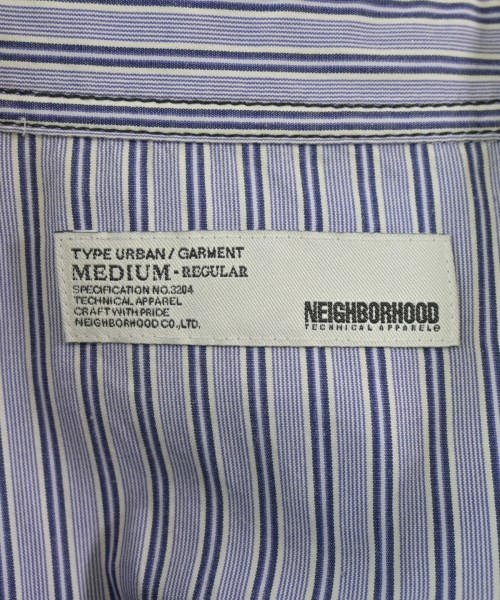 TYPE URBAN / GARMENT
MEDIUM - REGULAR
SPECIFICATION NO.3204
TECHNICAL APPAREL
CRAFT WITH PRIDE
NEIGHBORHOOD CO.,LTD.
NEIGHBORHOOD
TECHNICAL APPAREL®